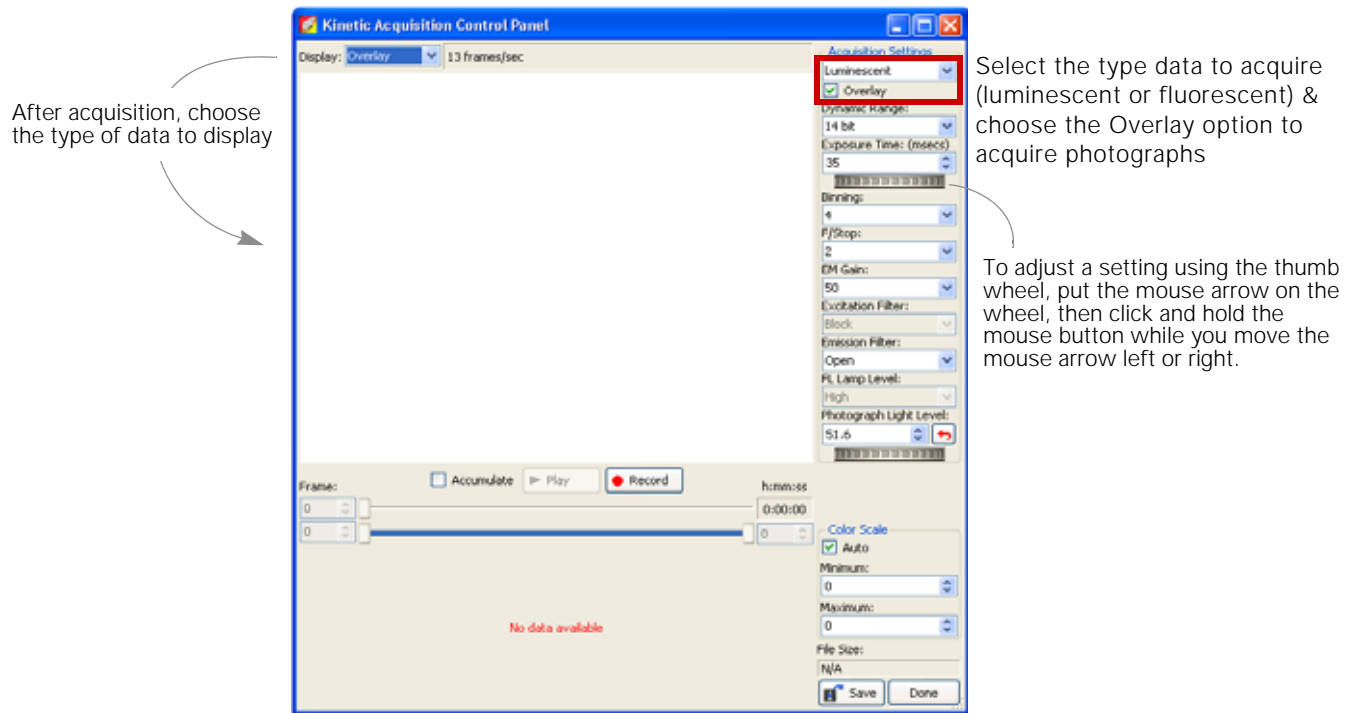 Kinetic Acquisition Control Panel
Display: Overlay 13 frames/sec
After acquisition, choose
the type of data to display
Acquisition Settings
Luminescent
Overlay
Dynamic Range:
14 bit
Exposure Time: (msecs)
35
Binning:
4
F/Stop:
2
EM Gain:
50
Excitation Filter:
Block
Emission Filter:
Open
FL Lamp Level:
High
Photograph Light Level:
51.6
Select the type data to acquire
(luminescent or fluorescent) &
choose the Overlay option to
acquire photographs
To adjust a setting using the thumb
wheel, put the mouse arrow on the
wheel, then click and hold the
mouse button while you move the
mouse arrow left or right.
Accumulate Play Record
Frame: h:mm:ss
0 0:00:00
0 0
No data available
Color Scale
Auto
Minimum:
0
Maximum:
0
File Size:
N/A
Save Done